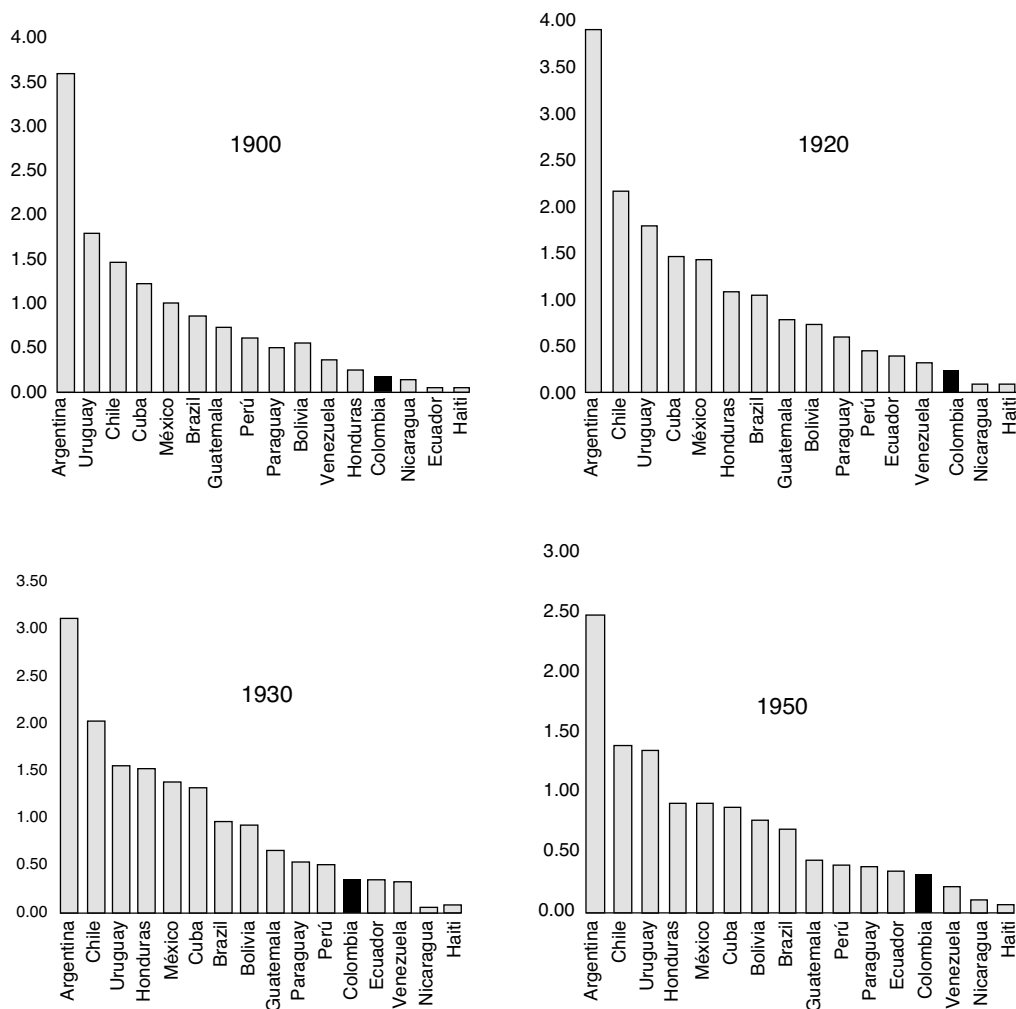 1900
4.00
3.50
3.00
2.50
2.00
1.50
1.00
0.50
0.00
Argentina
Uruguay
Chile
Cuba
México
Brazil
Guatemala
Perú
Paraguay
Bolivia
Venezuela
Honduras
Colombia
Nicaragua
Ecuador
Haiti
1920
4.00
3.50
3.00
2.50
2.00
1.50
1.00
0.50
0.00
Argentina
Chile
Uruguay
Cuba
México
Honduras
Brazil
Guatemala
Bolivia
Paraguay
Perú
Ecuador
Venezuela
Colombia
Nicaragua
Haiti
1930
3.50
3.00
2.50
2.00
1.50
1.00
0.50
0.00
Argentina
Chile
Uruguay
Honduras
México
Cuba
Brazil
Bolivia
Guatemala
Paraguay
Perú
Colombia
Ecuador
Venezuela
Nicaragua
Haiti
1950
3.00
2.50
2.00
1.50
1.00
0.50
0.00
Argentina
Chile
Uruguay
Honduras
México
Cuba
Bolivia
Brazil
Guatemala
Perú
Paraguay
Ecuador
Colombia
Venezuela
Nicaragua
Haiti